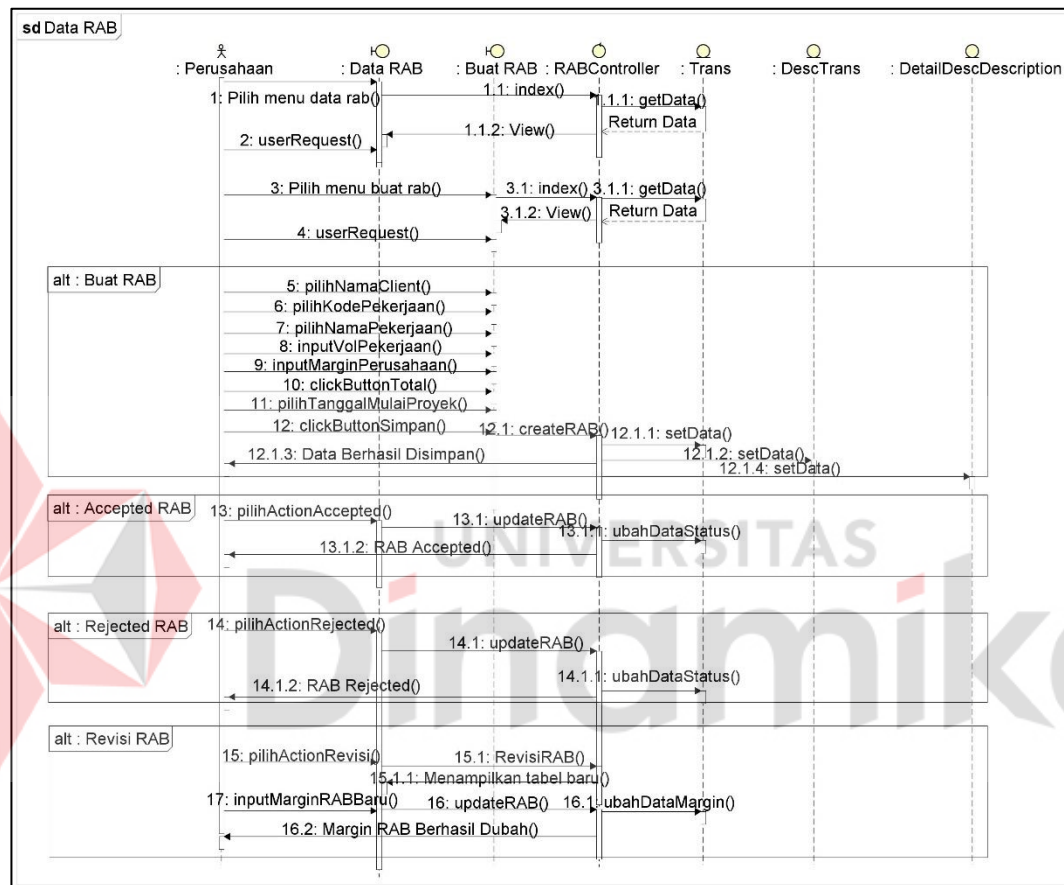 sd Data RAB
: Perusahaan
: Data RAB
: Buat RAB
: RABController
: Trans
: DescTrans
: DetailDescDescription
1: Pilih menu data rab()
1.1: index()
1.1.1: getData()
Return Data
1.1.2: View()
2: userRequest()
3: Pilih menu buat rab()
3.1: index()
3.1.1: getData()
Return Data
3.1.2: View()
4: userRequest()
alt : Buat RAB
5: pilihNamaClient()
6: pilihKodePekerjaan()
7: pilihNamaPekerjaan()
8: inputVolPekerjaan()
9: inputMarginPerusahaan()
10: clickButtonTotal()
11: pilihTanggalMulaiProyek()
12: clickButtonSimpan()
12.1: createRAB()
12.1.1: setData()
12.1.2: setData()
12.1.3: Data Berhasil Disimpan()
12.1.4: setData()
alt : Accepted RAB
13: pilihActionAccepted()
13.1: updateRAB()
13.1.1: ubahDataStatus()
13.1.2: RAB Accepted()
UNIVERSITAS
Dinamika
alt : Rejected RAB
14: pilihActionRejected()
14.1: updateRAB()
14.1.1: ubahDataStatus()
14.1.2: RAB Rejected()
alt : Revisi RAB
15: pilihActionRevisi()
15.1: RevisiRAB()
15.1.1: Menampilkan tabel baru()
17: inputMarginRABBaru()
16: updateRAB()
16.1: ubahDataMargin()
16.2: Margin RAB Berhasil Dubah()